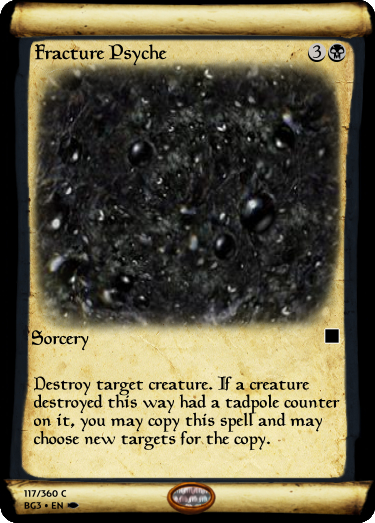 Fracture Psyche
3
Sorcery
Destroy target creature. If a creature
destroyed this way had a tadpole counter
on it, you may copy this spell and may
choose new targets for the copy.
117/360 C
BG3 • EN